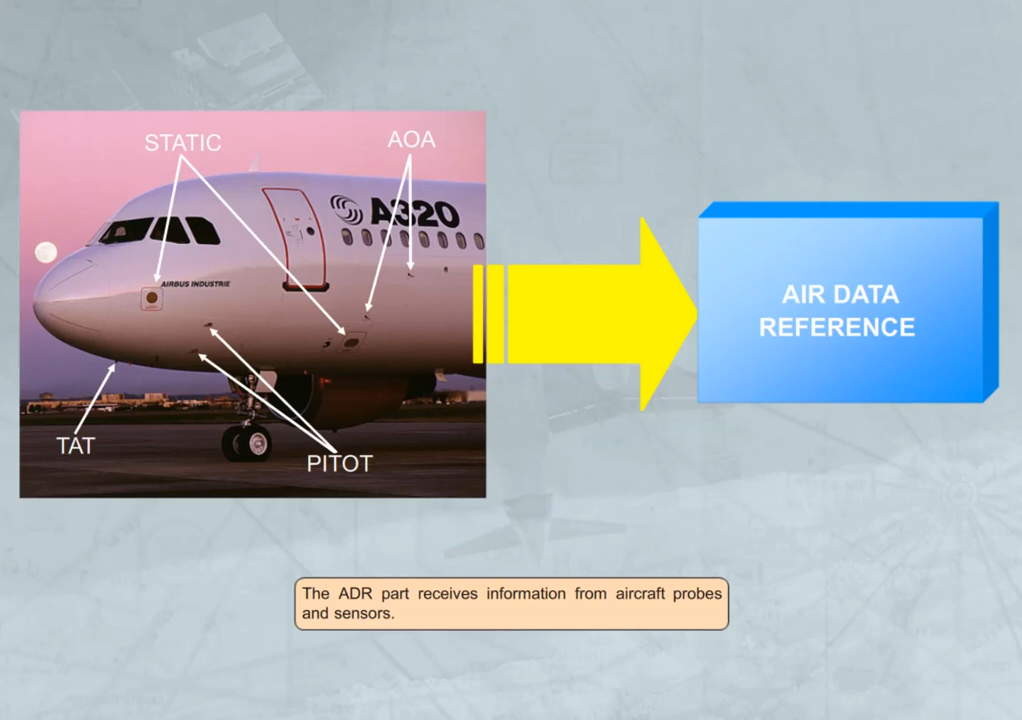 STATIC
AOA
A320
AIRBUS INDUSTRIE
TAT
PITOT
AIR DATA
REFERENCE
The ADR part receives information from aircraft probes
and sensors.